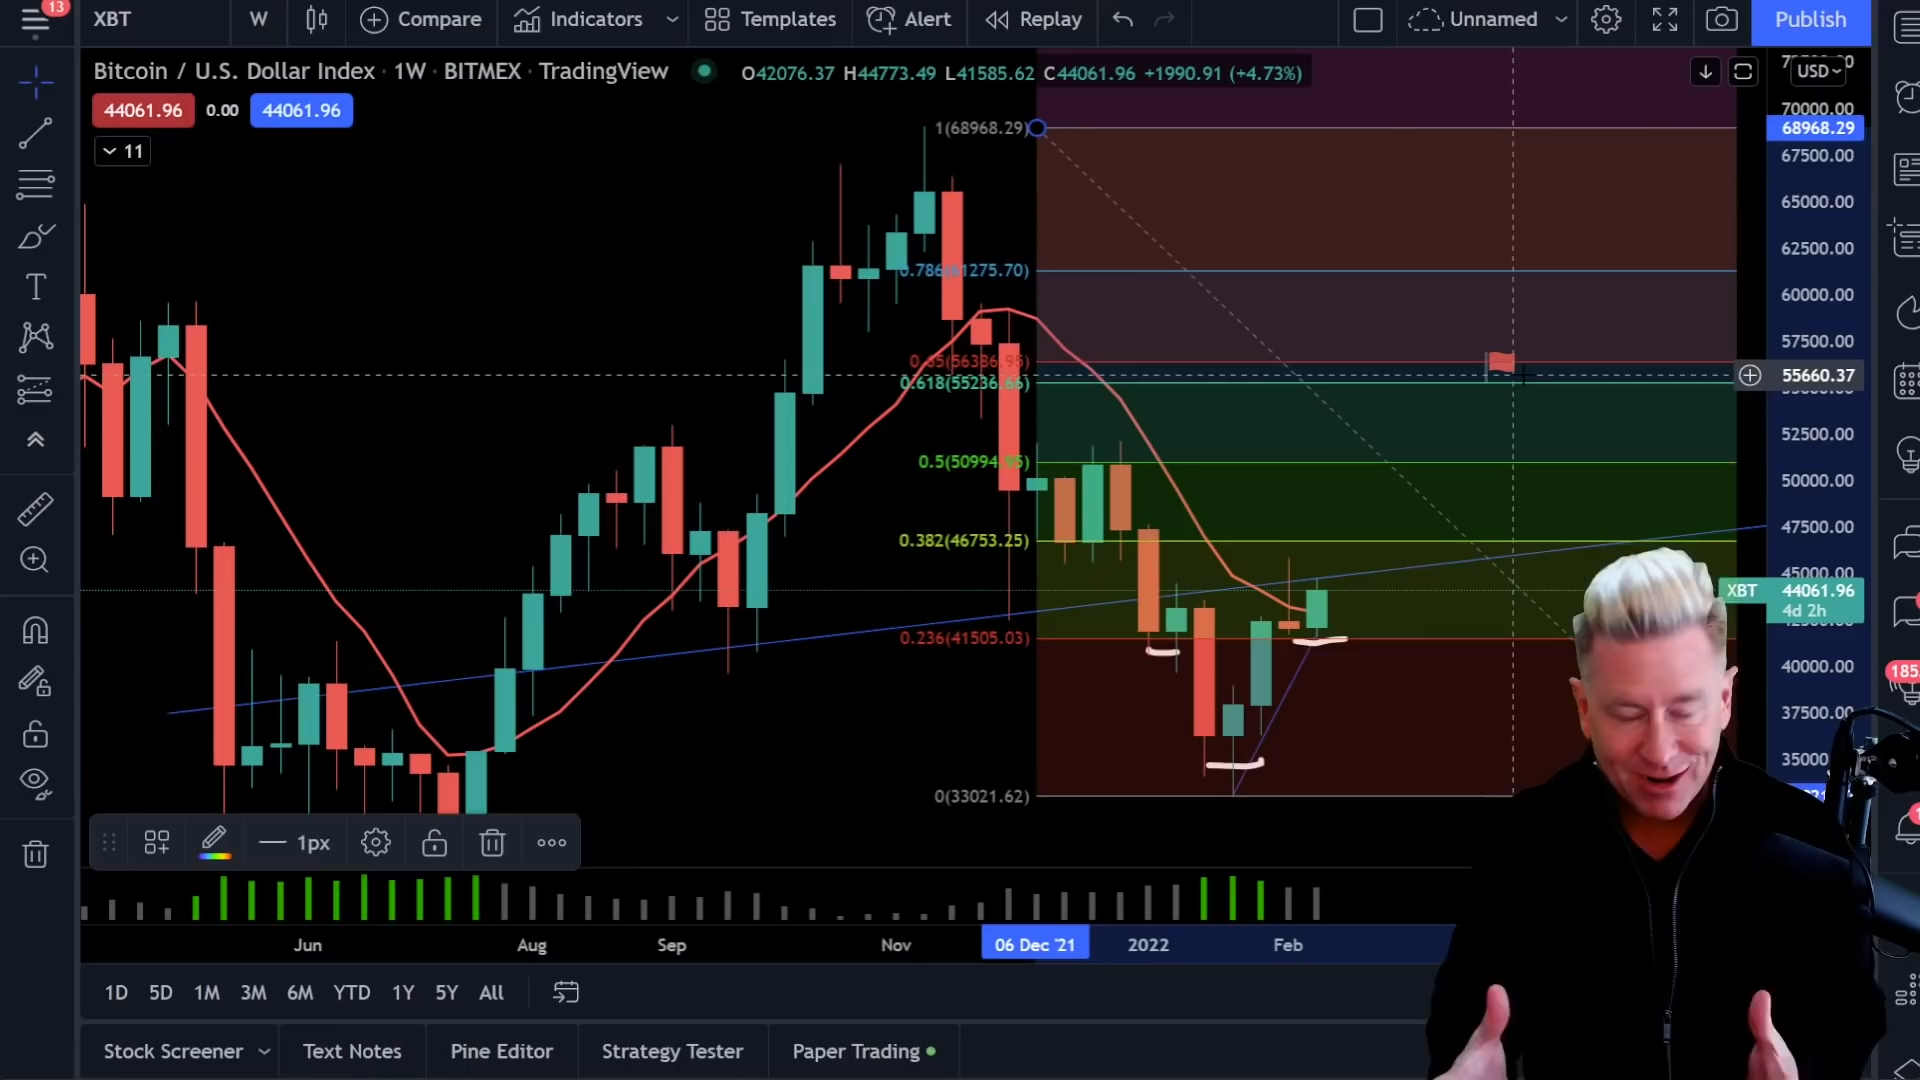 13
XBT
W
Compare
Indicators
Templates
Alert
Replay
Unnamed
Publish
Bitcoin / U.S. Dollar Index · 1W · BITMEX · TradingView
O42076.37 H44773.49 L41585.62 C44061.96 +1990.91 (+4.73%)
USD
44061.96
0.00
44061.96
11
70000.00
1(68968.29)
68968.29
67500.00
65000.00
62500.00
0.786(61275.70)
60000.00
57500.00
0.65(56386.95)
55660.37
0.618(55236.66)
52500.00
0.5(50994.95)
50000.00
47500.00
0.382(46753.25)
45000.00
XBT
44061.96
4d 2h
0.236(41505.03)
40000.00
185
37500.00
35000
0(33021.62)
1px
Jun
Aug
Sep
Nov
06 Dec '21
2022
Feb
1D
5D
1M
3M
6M
YTD
1Y
5Y
All
Stock Screener
Text Notes
Pine Editor
Strategy Tester
Paper Trading